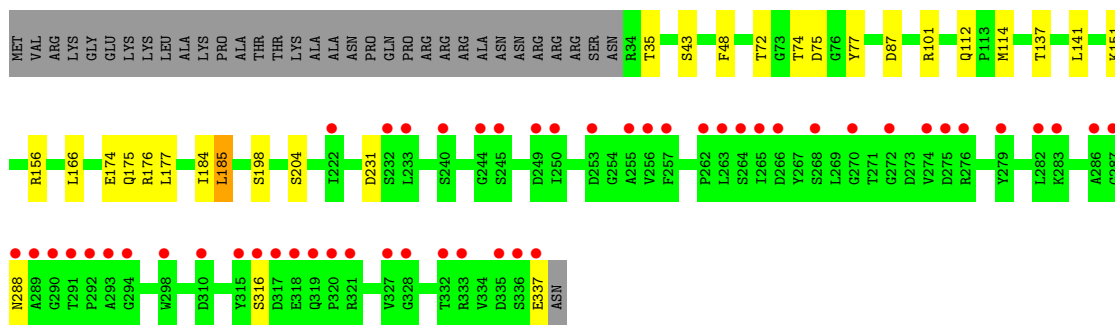 MET VAL ARG LYS GLY GLU LYS LYS LEU ALA LYS PRO ALA THR THR LYS ALA ALA ASN PRO GLN PRO ARG ARG ARG ALA ASN ASN ARG ARG ARG SER ASN R34 T35 S43 F48 T72 G73 T74 D75 G76 Y77 D87 R101 Q112 P113 M114 T137 L141 K151
R156 L166 E174 Q175 R176 L177 I184 L185 S198 S204 I222 D231 S232 L233 S240 G244 S245 D249 I250 D253 G254 A255 V256 F257 P262 L263 S264 I265 D266 Y267 S268 L269 G270 T271 G272 D273 V274 D275 R276 Y279 L282 K283 A286 G287
N288 A289 G290 T291 P292 A293 G294 W298 D310 Y315 S316 D317 E318 Q319 P320 R321 V327 G328 T332 R333 V334 D335 S336 E337 ASN